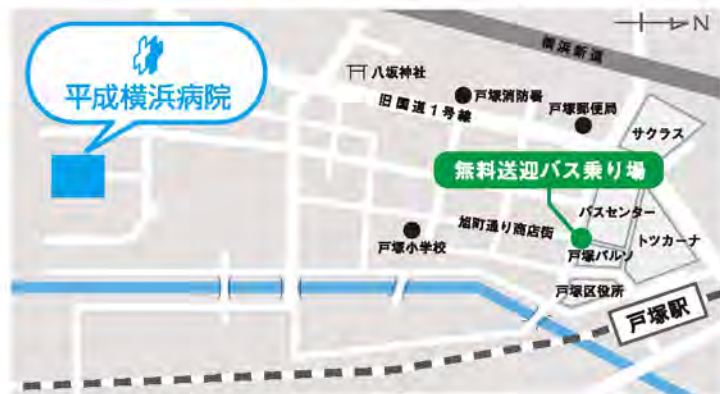 N
横浜新道
平成横浜病院
八坂神社
旧国道1号線
戸塚消防署
戸塚郵便局
サクラス
無料送迎バス乗り場
バスセンター
旭町通り商店街
トツカーナ
戸塚小学校
戸塚パルソ
戸塚区役所
戸塚駅